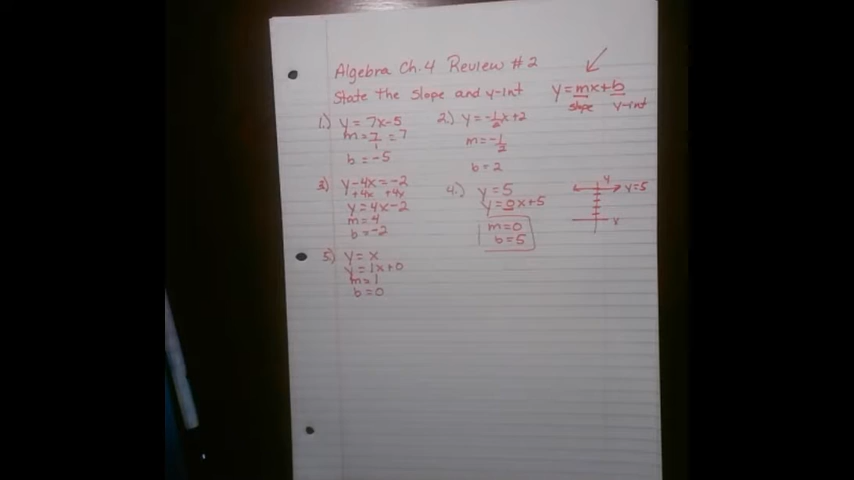 Algebra Ch. 4 Review #2
State the slope and y-int
y = mx + b
slope y-int
1.) y = 7x - 5
m = 7/1 = 7
b = -5
2.) y = -1/2x + 2
m = -1/2
b = 2
3) y - 4x = -2
+4x +4x
y = 4x - 2
m = 4
b = -2
4.) y = 5
y = 0x + 5
m = 0
b = 5
y
y = 5
x
5.) y = x
y = 1x + 0
m = 1
b = 0